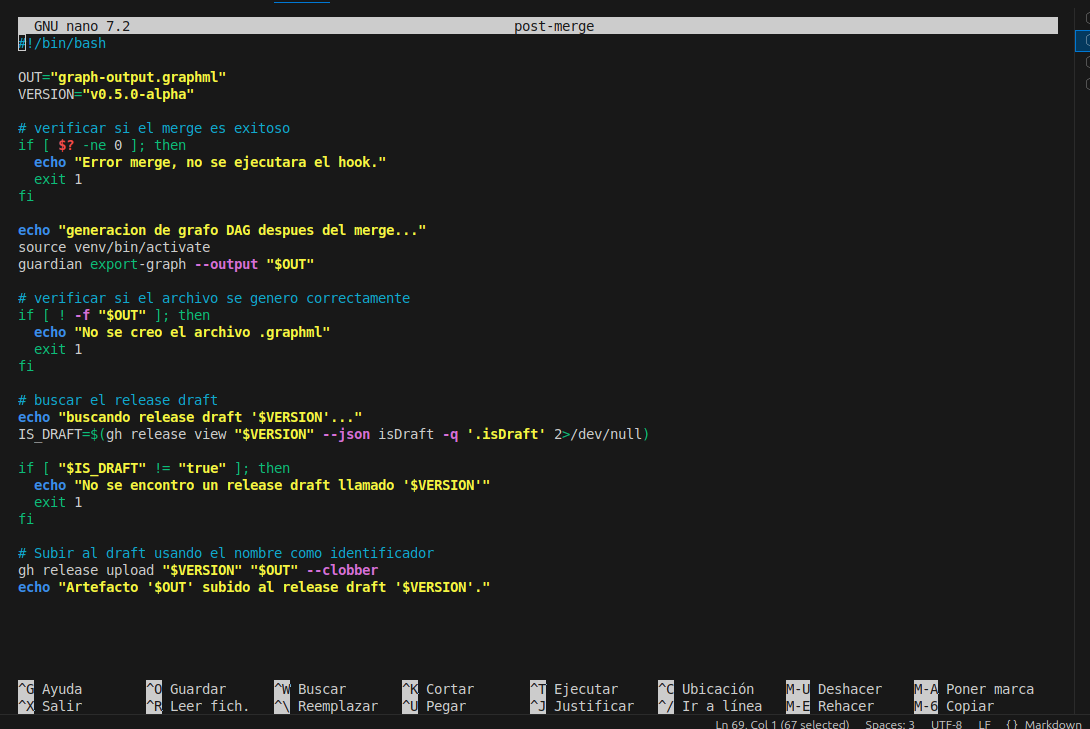 GNU nano 7.2 post-merge
#!/bin/bash
OUT="graph-output.graphml"
VERSION="v0.5.0-alpha"
# verificar si el merge es exitoso
if [ $? -ne 0 ]; then
echo "Error merge, no se ejecutara el hook."
exit 1
fi
echo "generacion de grafo DAG despues del merge..."
source venv/bin/activate
guardian export-graph --output "$OUT"
# verificar si el archivo se genero correctamente
if [ ! -f "$OUT" ]; then
echo "No se creo el archivo .graphml"
exit 1
fi
# buscar el release draft
echo "buscando release draft '$VERSION'..."
IS_DRAFT=$(gh release view "$VERSION" --json isDraft -q '.isDraft' 2>/dev/null)
if [ "$IS_DRAFT" != "true" ]; then
echo "No se encontro un release draft llamado '$VERSION'"
exit 1
fi
# Subir al draft usando el nombre como identificador
gh release upload "$VERSION" "$OUT" --clobber
echo "Artefacto '$OUT' subido al release draft '$VERSION'."
^G Ayuda ^O Guardar ^W Buscar ^K Cortar ^T Ejecutar ^C Ubicación M-U Deshacer M-A Poner marca
^X Salir ^R Leer fich. ^\ Reemplazar ^U Pegar ^J Justificar ^/ Ir a línea M-E Rehacer M-6 Copiar
Ln 69, Col 1 (67 selected) Spaces: 3 UTF-8 LF {} Markdown